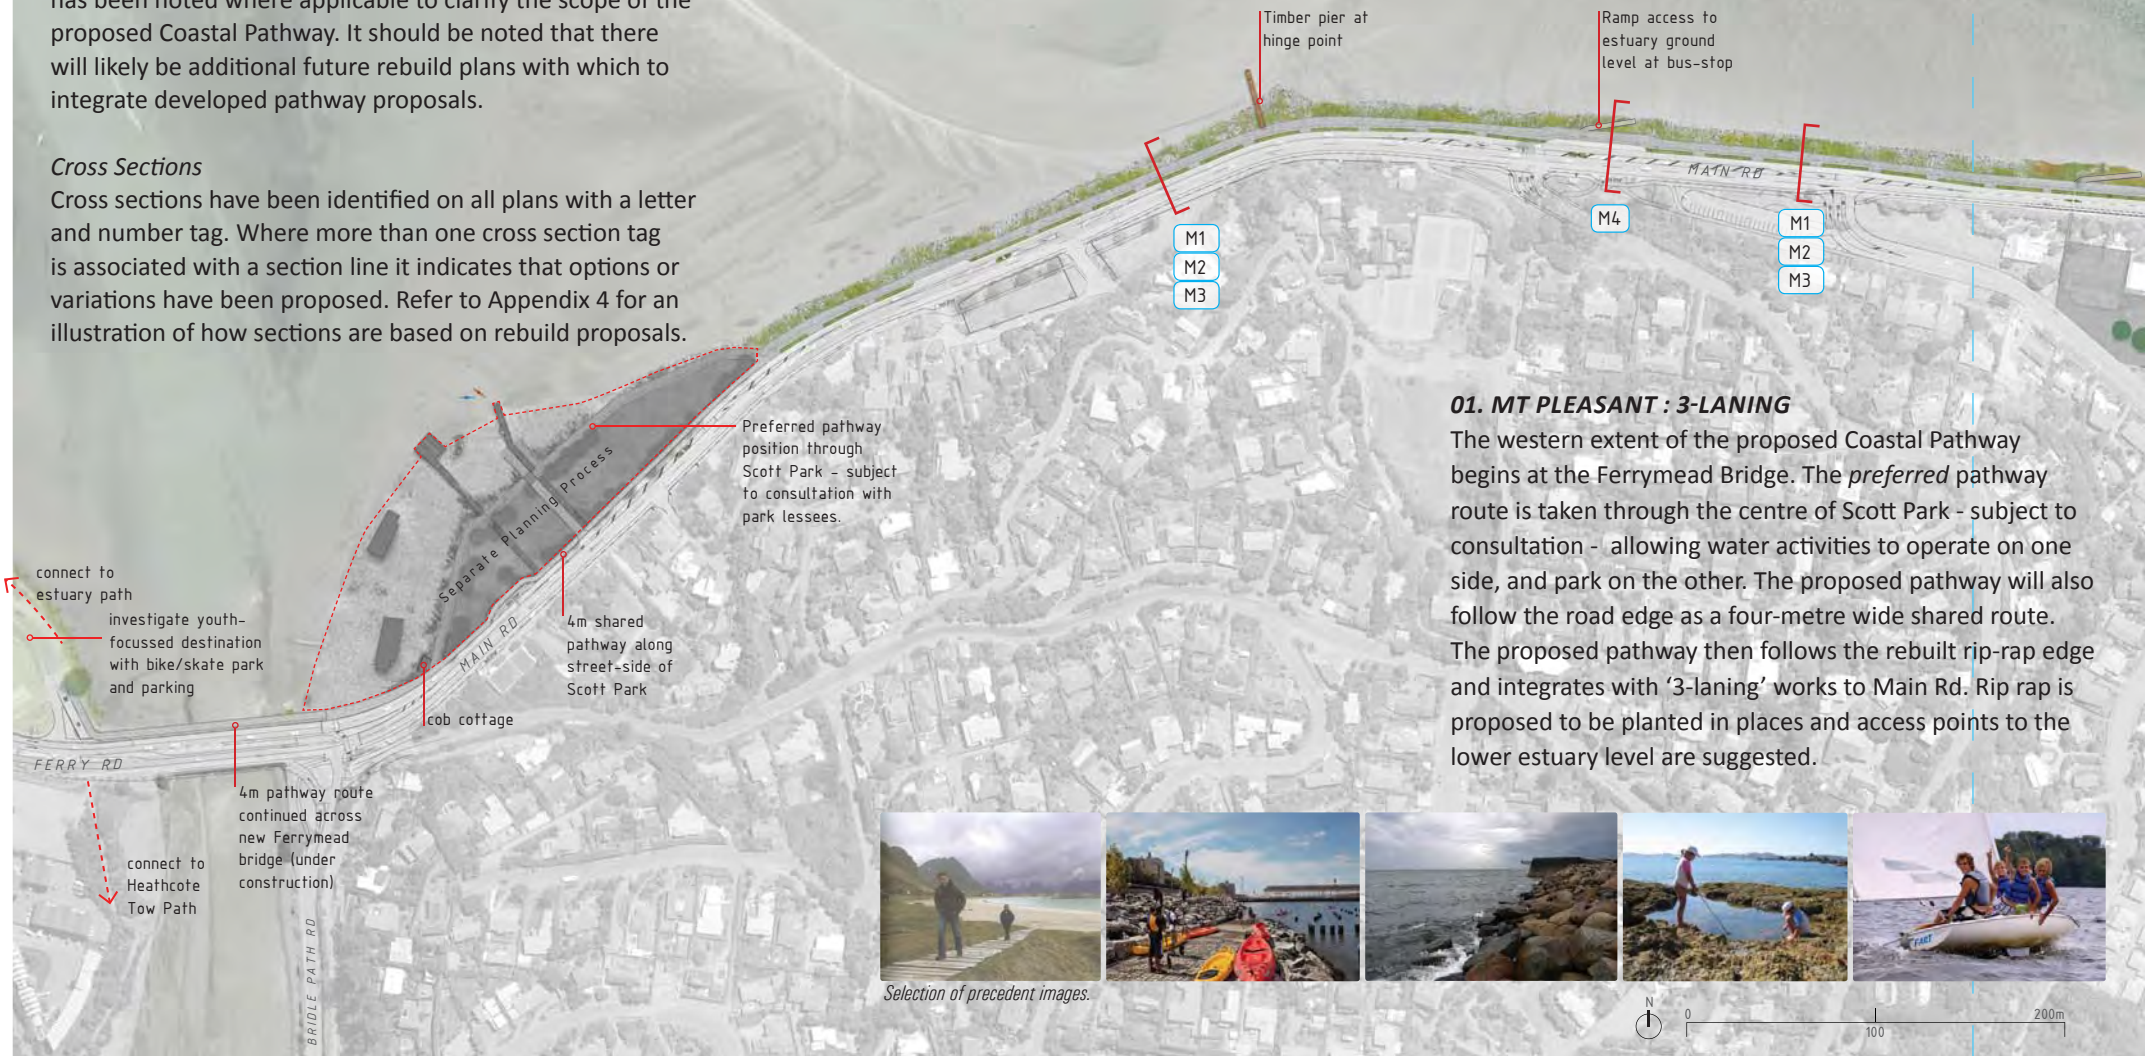 has been noted where applicable to clarify the scope of the
proposed Coastal Pathway. It should be noted that there
will likely be additional future rebuild plans with which to
integrate developed pathway proposals.
Cross Sections
Cross sections have been identified on all plans with a letter
and number tag. Where more than one cross section tag
is associated with a section line it indicates that options or
variations have been proposed. Refer to Appendix 4 for an
illustration of how sections are based on rebuild proposals.
Timber pier at
hinge point
Ramp access to
estuary ground
level at bus-stop
MAIN RD
M1
M2
M3
M4
M1
M2
M3
Preferred pathway
position through
Scott Park - subject
to consultation with
park lessees.
Separate Planning Process
connect to
estuary path
investigate youth-
focussed destination
with bike/skate park
and parking
MAIN RD
4m shared
pathway along
street-side of
Scott Park
cob cottage
FERRY RD
4m pathway route
continued across
new Ferrymead
bridge (under
construction)
connect to
Heathcote
Tow Path
BRIDLE PATH RD
01. MT PLEASANT : 3-LANING
The western extent of the proposed Coastal Pathway
begins at the Ferrymead Bridge. The preferred pathway
route is taken through the centre of Scott Park - subject to
consultation -  allowing water activities to operate on one
side, and park on the other. The proposed pathway will also
follow the road edge as a four-metre wide shared route.
The proposed pathway then follows the rebuilt rip-rap edge
and integrates with ‘3-laning’ works to Main Rd. Rip rap is
proposed to be planted in places and access points to the
lower estuary level are suggested.
FART
Selection of precedent images.
N
0
100
200m